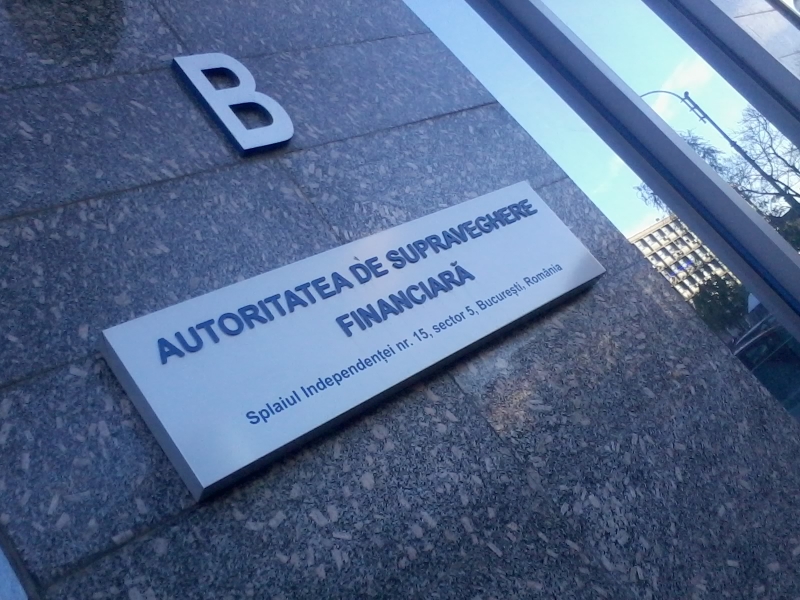 B
AUTORITATEA DE SUPRAVEGHERE
FINANCIARĂ
Splaiul Independenței nr. 15, sector 5, București, România